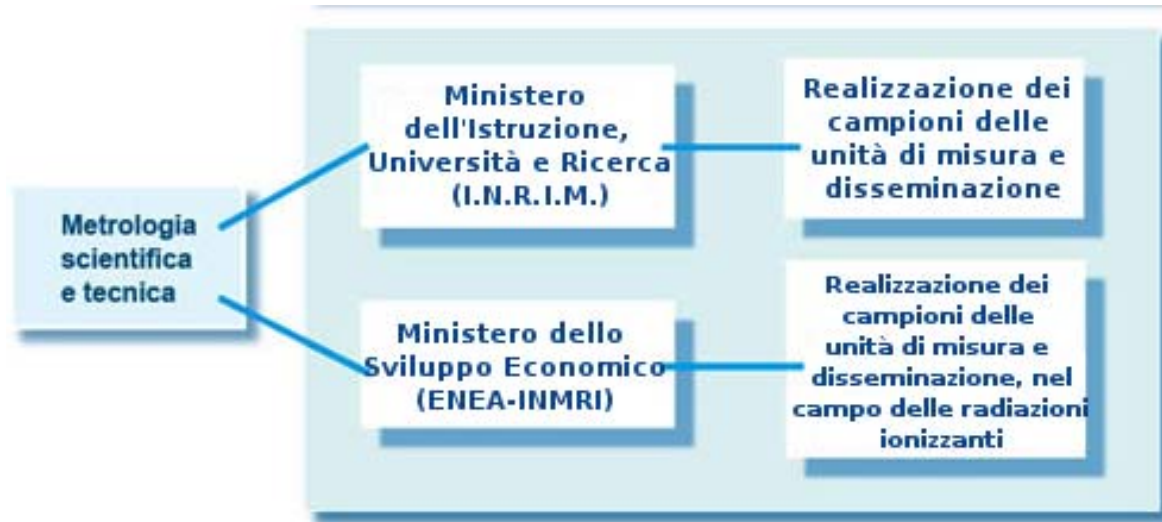 Metrologia
scientifica
e tecnica
Ministero
dell'Istruzione,
Università e Ricerca
(I.N.R.I.M.)
Realizzazione dei
campioni delle
unità di misura e
disseminazione
Ministero dello
Sviluppo Economico
(ENEA-INMRI)
Realizzazione dei
campioni delle
unità di misura e
disseminazione, nel
campo delle radiazioni
ionizzanti